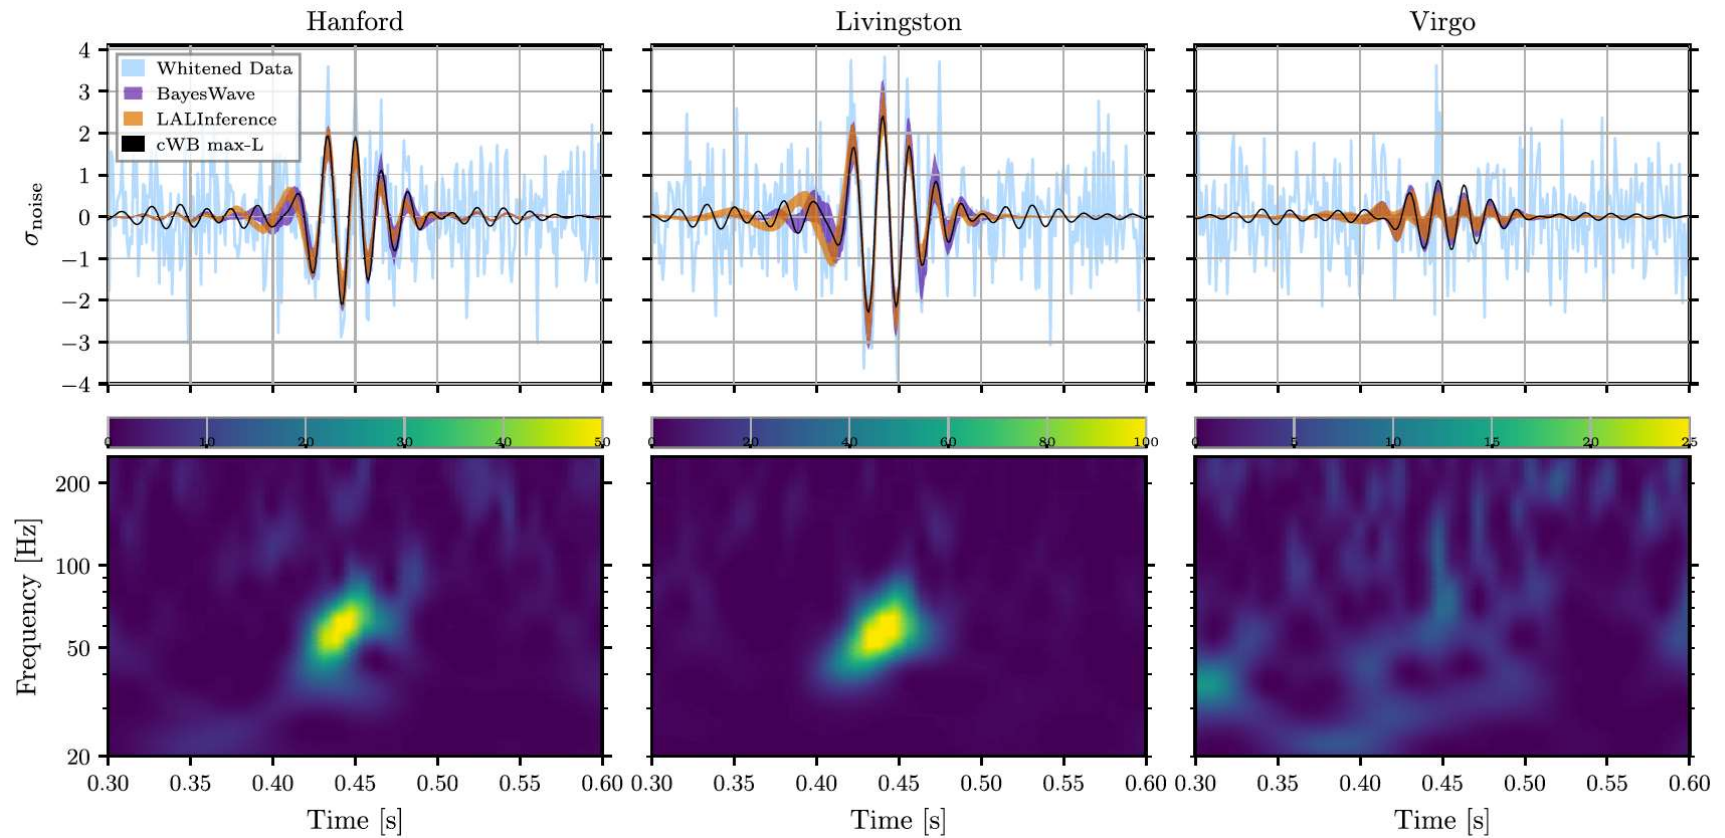 Hanford Livingston Virgo
4
3
2
1
0
−1
−2
−3
−4
σnoise
Whitened Data
BayesWave
LALInference
cWB max-L
0 10 20 30 40 50 0 20 40 60 80 100 0 5 10 15 20 25
200
100
50
20
Frequency [Hz]
0.30 0.35 0.40 0.45 0.50 0.55 0.60 0.30 0.35 0.40 0.45 0.50 0.55 0.60 0.30 0.35 0.40 0.45 0.50 0.55 0.60
Time [s] Time [s] Time [s]